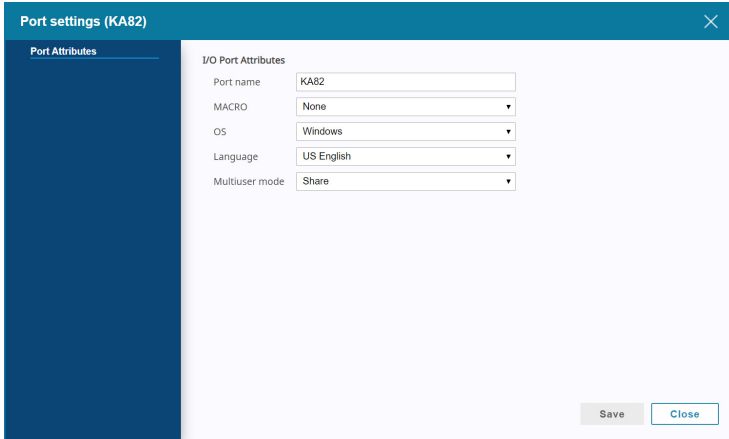 Port settings (KA82)
Port Attributes
I/O Port Attributes
Port name KA82
MACRO None
OS Windows
Language US English
Multiuser mode Share
Save Close